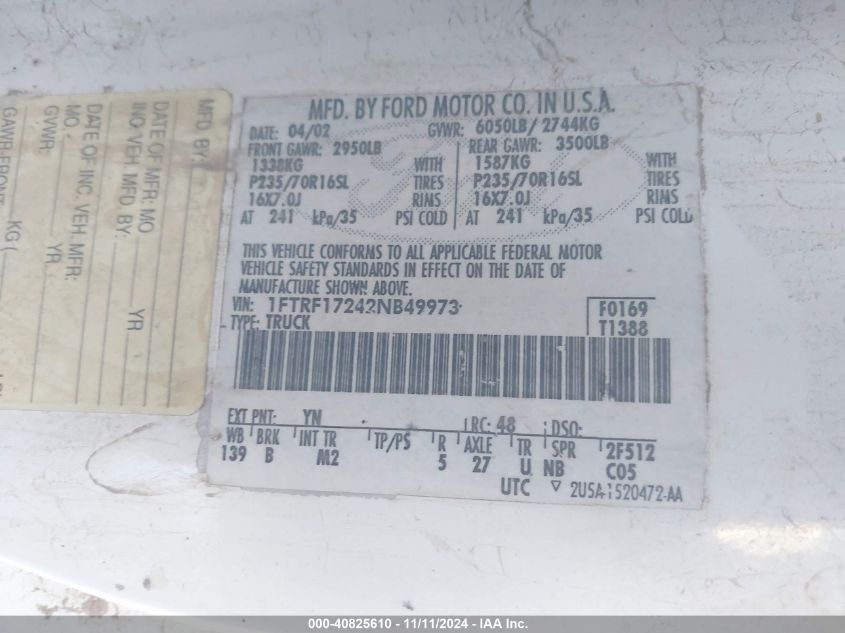 MFD. BY FORD MOTOR CO. IN U.S.A.
DATE: 04/02 GVWR: 6050LB/ 2744KG
FRONT GAWR: 2950LB REAR GAWR: 3500LB
1338KG WITH 1587KG WITH
P235/70R16SL TIRES P235/70R16SL TIRES
16X7.0J RIMS 16X7.0J RIMS
AT 241 kPa/35 PSI COLD AT 241 kPa/35 PSI COLD
THIS VEHICLE CONFORMS TO ALL APPLICABLE FEDERAL MOTOR
VEHICLE SAFETY STANDARDS IN EFFECT ON THE DATE OF
MANUFACTURE SHOWN ABOVE.
VIN: 1FTRF17242NB49973 F0169
TYPE: TRUCK T1388
EXT PNT: YN RC: 48 DSO:
WB BRK INT TR TP/PS R AXLE TR SPR 2F512
139 B M2 5 27 U NB C05
UTC ▽ 2U5A-1520472-AA
MFD. BY:
DATE OF MFR: MO. YR.
INC. VEH. MFD. BY:
DATE OF INC. VEH. MFR:
MO. YR.
GVWR:
GAWR-FRONT KG (
000-40825610 - 11/11/2024 - IAA Inc.